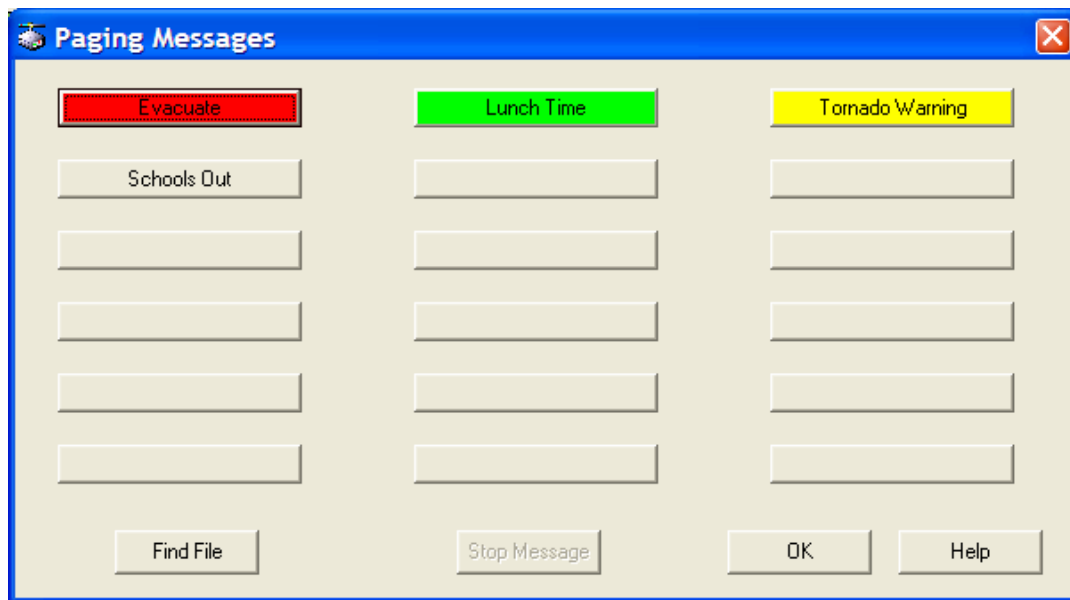 Paging Messages
Evacuate Lunch Time Tornado Warning
Schools Out
Find File Stop Message OK Help